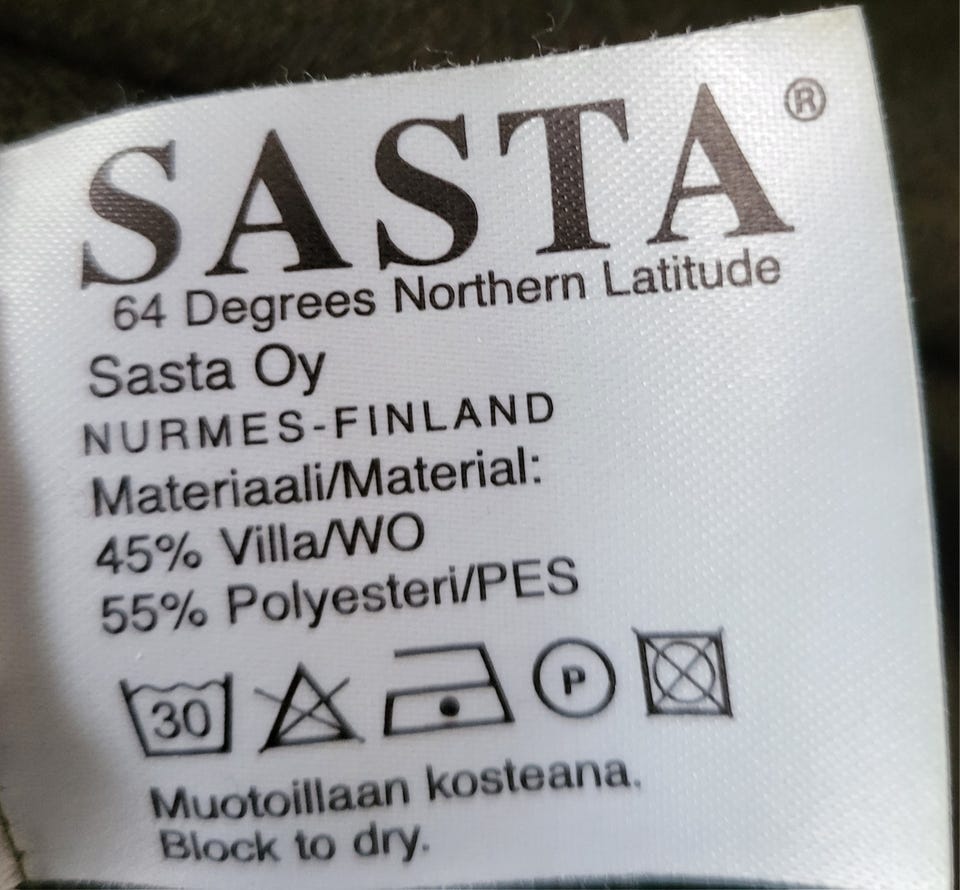 SASTA®
64 Degrees Northern Latitude
Sasta Oy
NURMES-FINLAND
Materiaali/Material:
45% Villa/WO
55% Polyesteri/PES
30 P
Muotoillaan kosteana.
Block to dry.